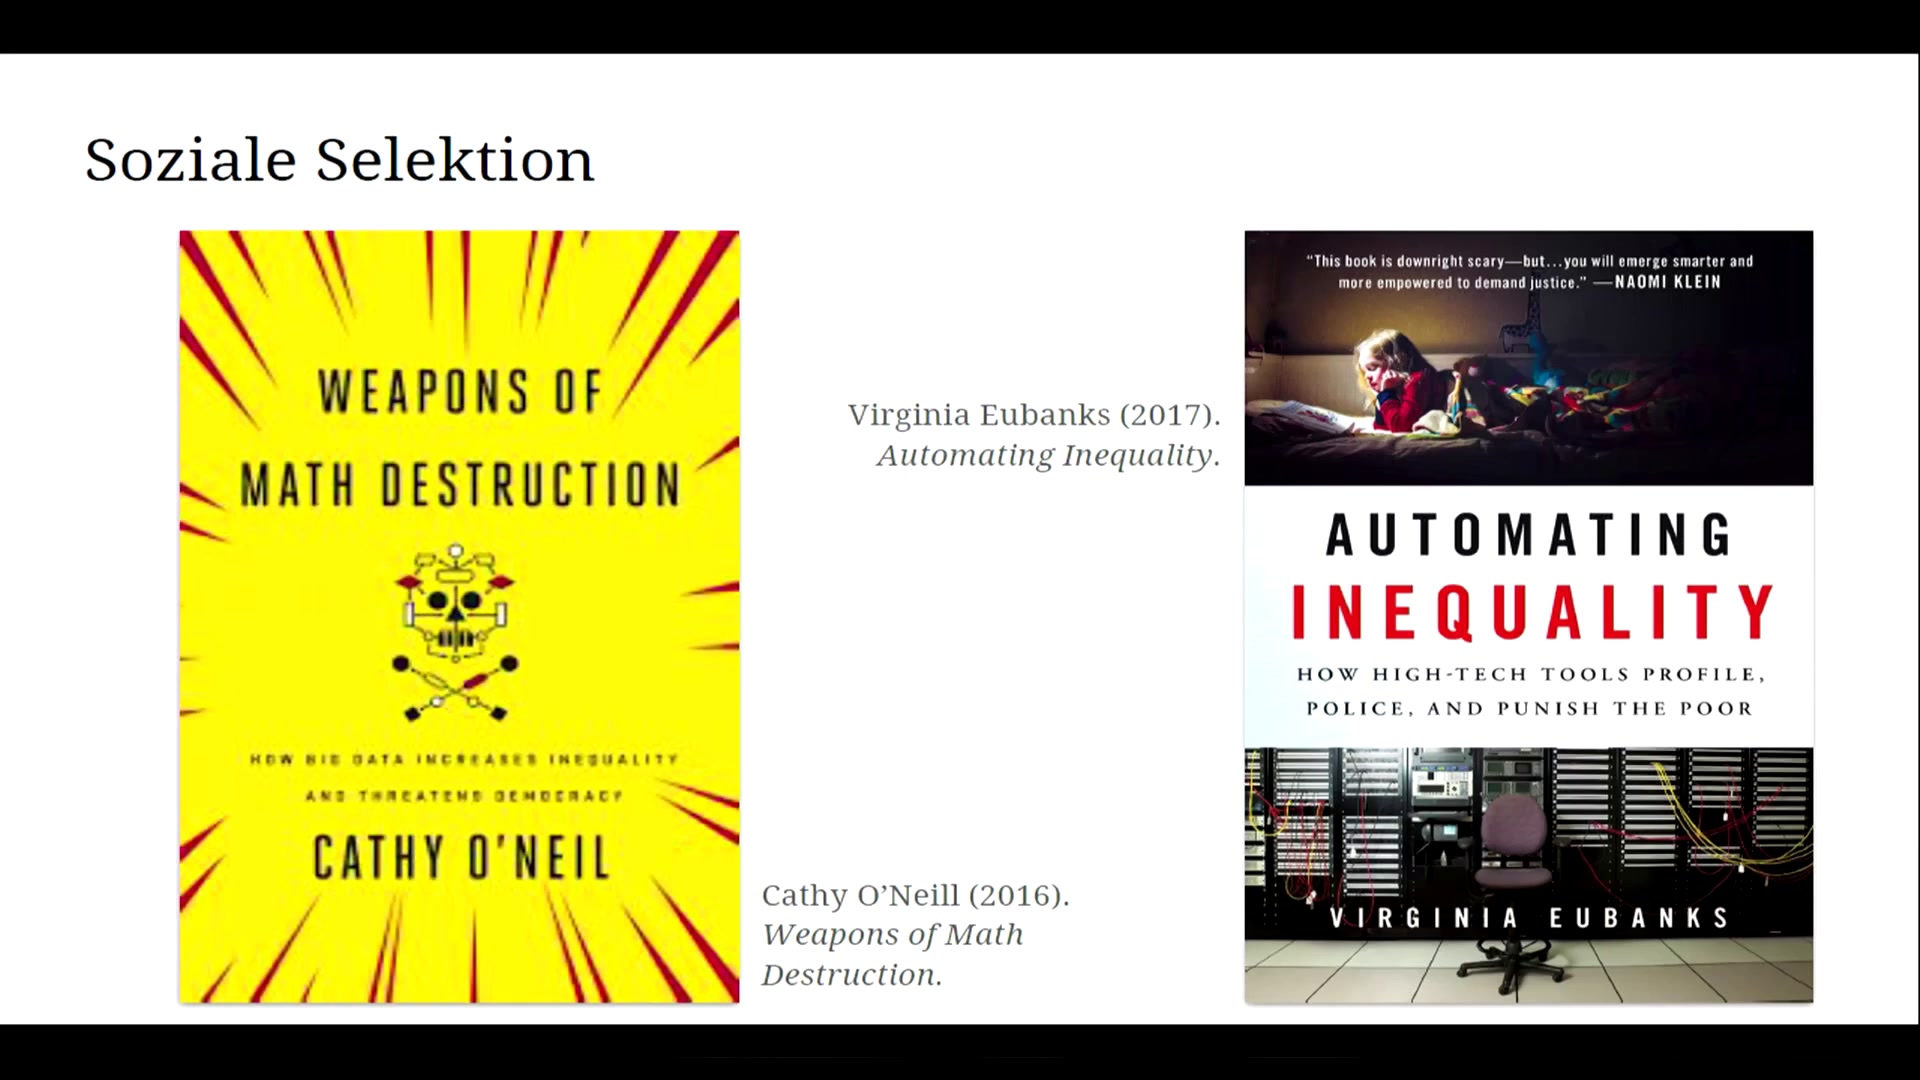 Soziale Selektion
WEAPONS OF
MATH DESTRUCTION
HOW BIG DATA INCREASES INEQUALITY
AND THREATENS DEMOCRACY
CATHY O'NEIL
Virginia Eubanks (2017).
Automating Inequality.
Cathy O’Neill (2016).
Weapons of Math
Destruction.
“This book is downright scary—but...you will emerge smarter and
more empowered to demand justice.” —NAOMI KLEIN
AUTOMATING
INEQUALITY
HOW HIGH-TECH TOOLS PROFILE,
POLICE, AND PUNISH THE POOR
VIRGINIA EUBANKS